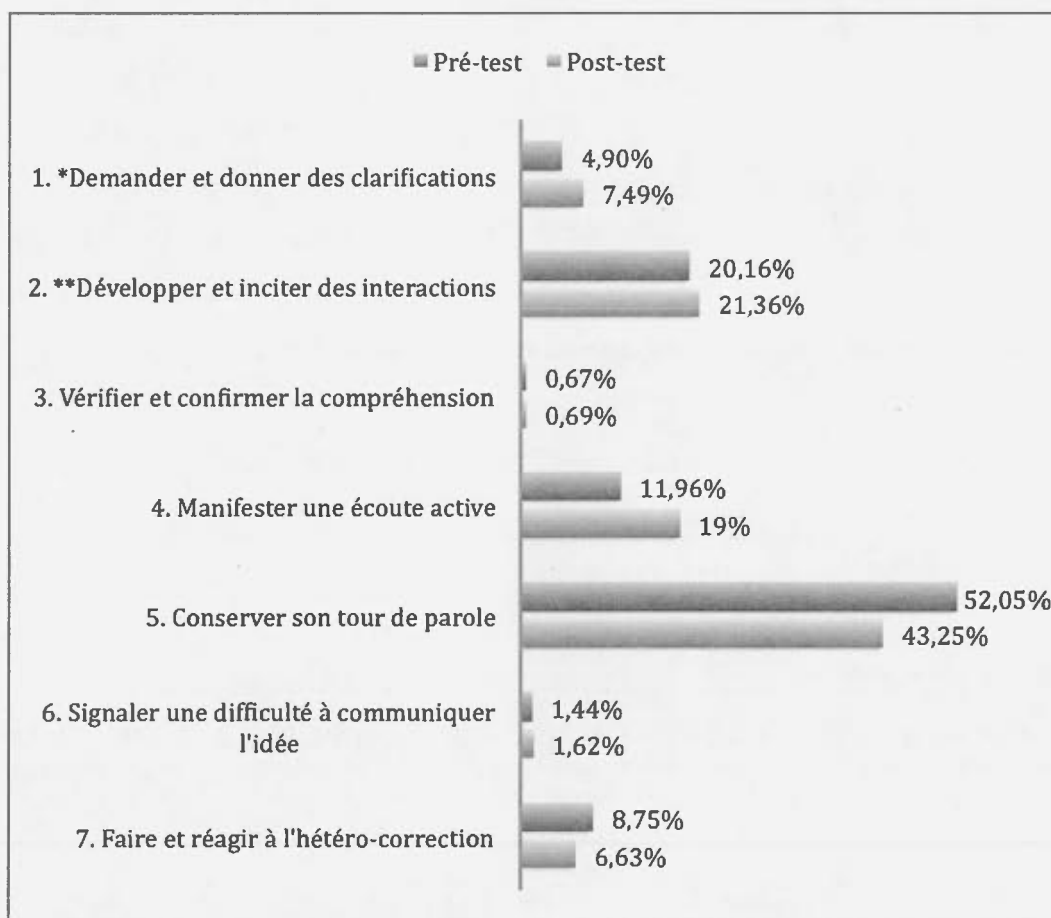 Pré-test Post-test
1. *Demander et donner des clarifications
4,90%
7,49%
2. **Développer et inciter des interactions
20,16%
21,36%
3. Vérifier et confirmer la compréhension
0,67%
0,69%
4. Manifester une écoute active
11,96%
19%
5. Conserver son tour de parole
52,05%
43,25%
6. Signaler une difficulté à communiquer
l'idée
1,44%
1,62%
7. Faire et réagir à l'hétéro-correction
8,75%
6,63%